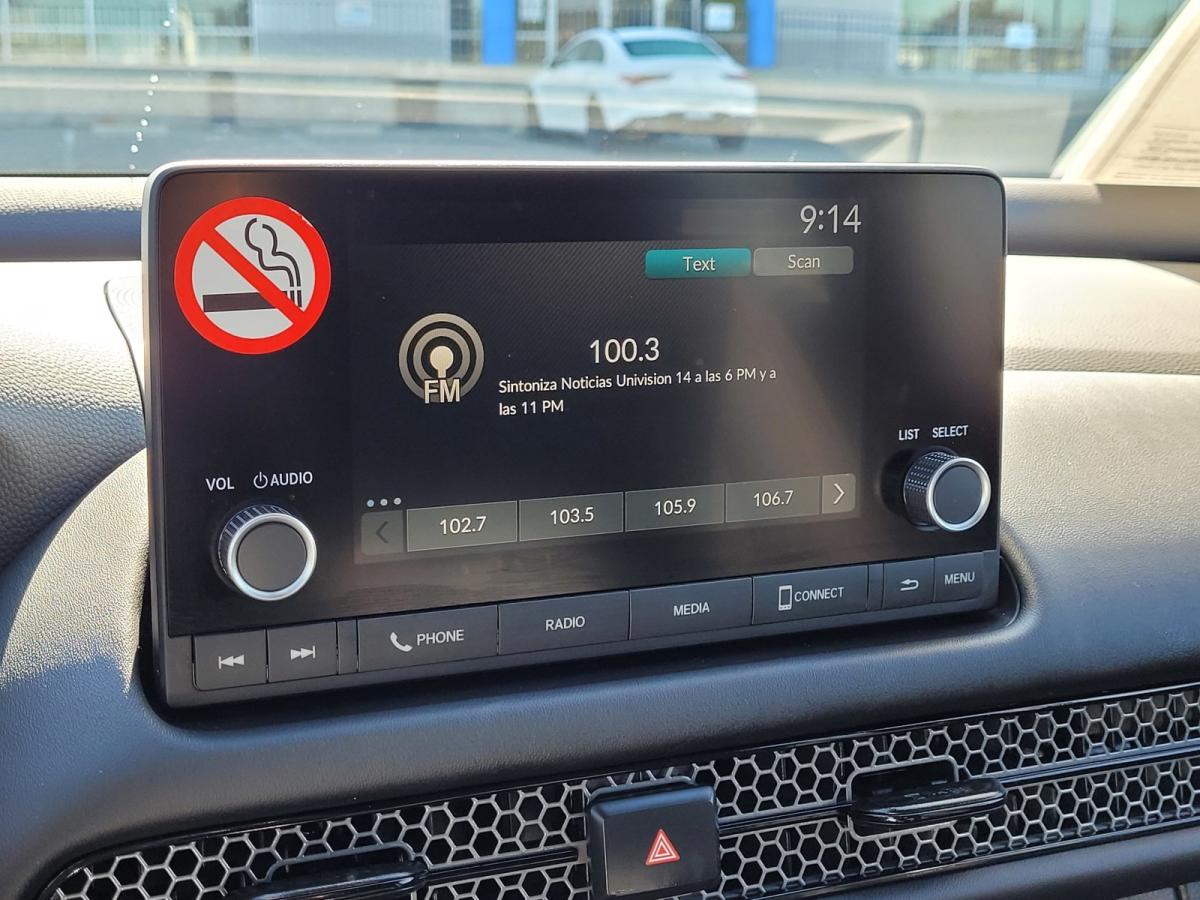 9:14
Text Scan
100.3
FM
Sintoniza Noticias Univision 14 a las 6 PM y a
las 11 PM
LIST SELECT
VOL AUDIO
102.7 103.5 105.9 106.7
PHONE RADIO MEDIA CONNECT MENU